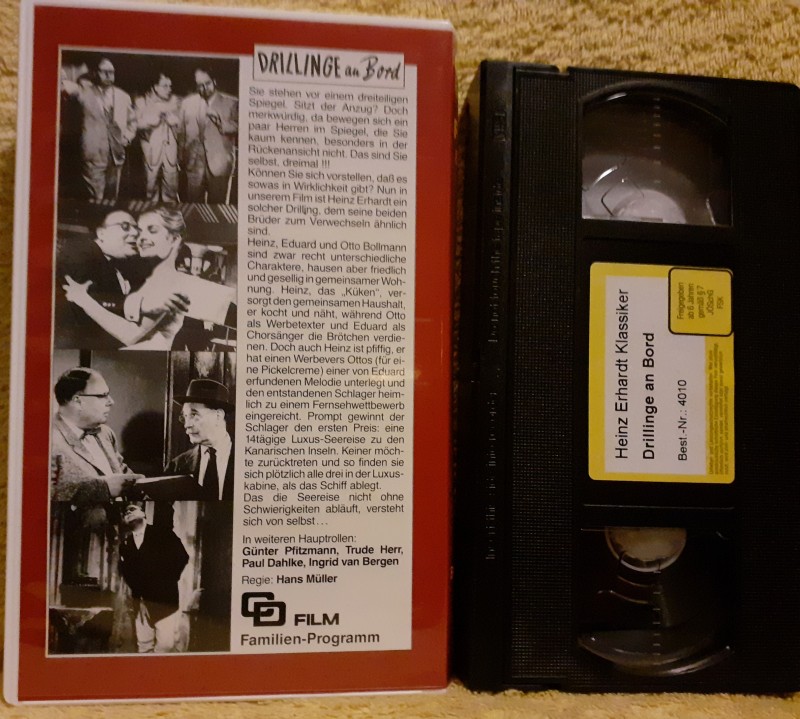 DRILLINGE an Bord
Sie stehen vor einem dreiteiligen
Spiegel. Sitzt der Anzug? Doch
merkwürdig, da bewegen sich ein
paar Herren im Spiegel, die Sie
kaum kennen, besonders in der
Rückenansicht nicht. Das sind Sie
selbst, dreimal !!!
Können Sie sich vorstellen, daß es
sowas in Wirklichkeit gibt? Nun in
unserem Film ist Heinz Erhardt ein
solcher Drilling, dem seine beiden
Brüder zum Verwechseln ähnlich
sind.
Heinz, Eduard und Otto Bollmann
sind zwar recht unterschiedliche
Charaktere, hausen aber friedlich
und gesellig in gemeinsamer Woh-
nung. Heinz, das „Küken", ver-
sorgt den gemeinsamen Haushalt,
er kocht und näht, während Otto
als Werbetexter und Eduard als
Chorsänger die Brötchen verdie-
nen. Doch auch Heinz ist pfiffig, er
hat einen Werbevers Ottos (für ei-
ne Pickelcreme) einer von Eduard
erfundenen Melodie unterlegt und
den entstandenen Schlager heim-
lich zu einem Fernsehwettbewerb
eingereicht. Prompt gewinnt der
Schlager den ersten Preis: eine
14tägige Luxus-Seereise zu den
Kanarischen Inseln. Keiner möch-
te zurücktreten und so finden sie
sich plötzlich alle drei in der Luxus-
kabine, als das Schiff ablegt.
Das die Seereise nicht ohne
Schwierigkeiten abläuft, versteht
sich von selbst...
In weiteren Hauptrollen:
Günter Pfitzmann, Trude Herr,
Paul Dahlke, Ingrid van Bergen
Regie: Hans Müller
FILM
Familien-Programm
Heinz Erhardt Klassiker
Drillinge an Bord
Best.-Nr.: 4010
Freigegeben
ab 6 Jahren
gemäß § 7
JÖSchG
FSK